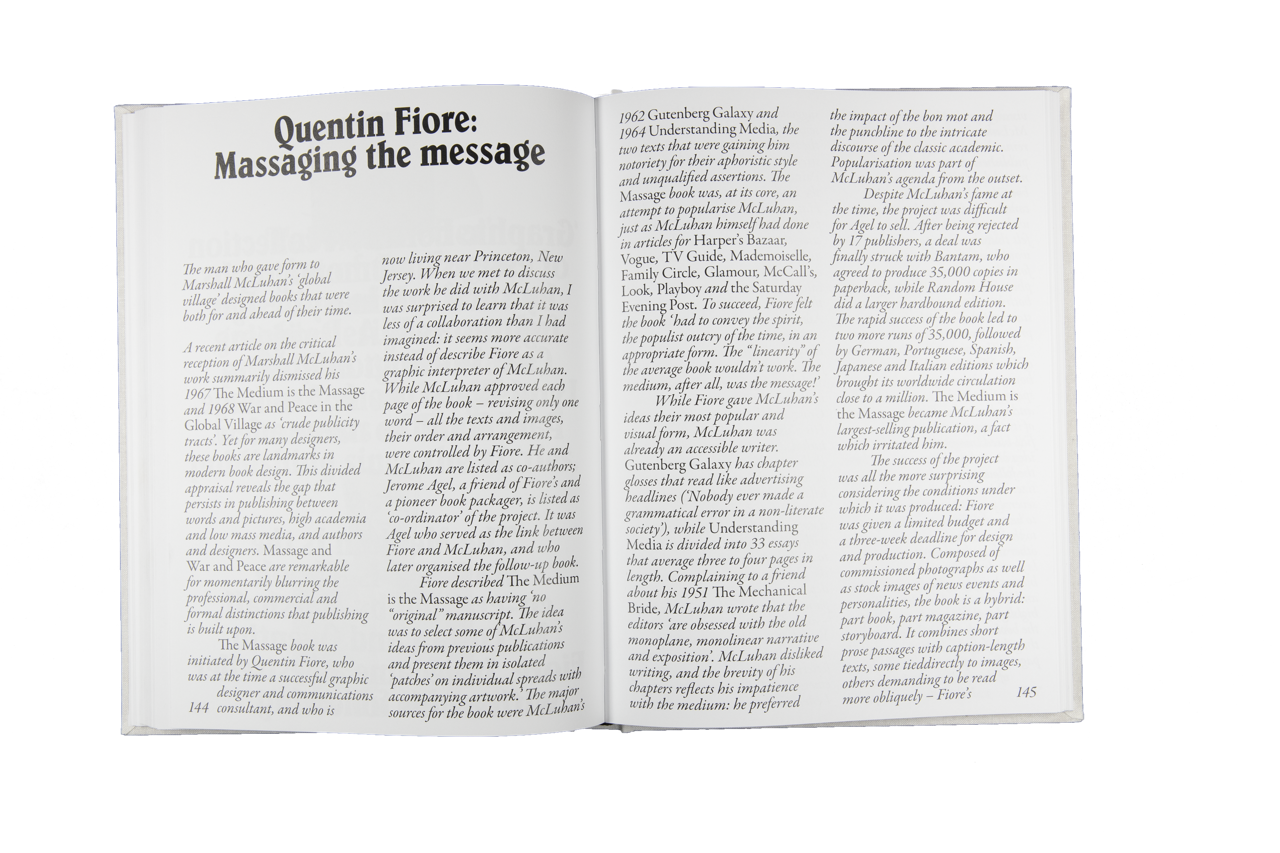 Quentin Fiore:
Massaging the message
The man who gave form to
Marshall McLuhan's 'global
village' designed books that were
both for and ahead of their time.
A recent article on the critical
reception of Marshall McLuhan's
work summarily dismissed his
1967 The Medium is the Massage
and 1968 War and Peace in the
Global Village as 'crude publicity
tracts'. Yet for many designers,
these books are landmarks in
modern book design. This divided
appraisal reveals the gap that
persists in publishing between
words and pictures, high academia
and low mass media, and authors
and designers. Massage and
War and Peace are remarkable
for momentarily blurring the
professional, commercial and
formal distinctions that publishing
is built upon.
The Massage book was
initiated by Quentin Fiore, who
was at the time a successful graphic
designer and communications
144 consultant, and who is
now living near Princeton, New
Jersey. When we met to discuss
the work he did with McLuhan, I
was surprised to learn that it was
less of a collaboration than I had
imagined: it seems more accurate
instead of describe Fiore as a
graphic interpreter of McLuhan.
While McLuhan approved each
page of the book – revising only one
word – all the texts and images,
their order and arrangement,
were controlled by Fiore. He and
McLuhan are listed as co-authors;
Jerome Agel, a friend of Fiore's and
a pioneer book packager, is listed as
'co-ordinator' of the project. It was
Agel who served as the link between
Fiore and McLuhan, and who
later organised the follow-up book.
Fiore described The Medium
is the Massage as having 'no
"original" manuscript. The idea
was to select some of McLuhan's
ideas from previous publications
and present them in isolated
'patches' on individual spreads with
accompanying artwork.' The major
sources for the book were McLuhan's
1962 Gutenberg Galaxy and
1964 Understanding Media, the
two texts that were gaining him
notoriety for their aphoristic style
and unqualified assertions. The
Massage book was, at its core, an
attempt to popularise McLuhan,
just as McLuhan himself had done
in articles for Harper's Bazaar,
Vogue, TV Guide, Mademoiselle,
Family Circle, Glamour, McCall's,
Look, Playboy and the Saturday
Evening Post. To succeed, Fiore felt
the book 'had to convey the spirit,
the populist outcry of the time, in an
appropriate form. The "linearity" of
the average book wouldn't work. The
medium, after all, was the message!'
While Fiore gave McLuhan's
ideas their most popular and
visual form, McLuhan was
already an accessible writer.
Gutenberg Galaxy has chapter
glosses that read like advertising
headlines ('Nobody ever made a
grammatical error in a non-literate
society'), while Understanding
Media is divided into 33 essays
that average three to four pages in
length. Complaining to a friend
about his 1951 The Mechanical
Bride, McLuhan wrote that the
editors 'are obsessed with the old
monoplane, monolinear narrative
and exposition'. McLuhan disliked
writing, and the brevity of his
chapters reflects his impatience
with the medium: he preferred
the impact of the bon mot and
the punchline to the intricate
discourse of the classic academic.
Popularisation was part of
McLuhan's agenda from the outset.
Despite McLuhan's fame at
the time, the project was difficult
for Agel to sell. After being rejected
by 17 publishers, a deal was
finally struck with Bantam, who
agreed to produce 35,000 copies in
paperback, while Random House
did a larger hardbound edition.
The rapid success of the book led to
two more runs of 35,000, followed
by German, Portuguese, Spanish,
Japanese and Italian editions which
brought its worldwide circulation
close to a million. The Medium is
the Massage became McLuhan's
largest-selling publication, a fact
which irritated him.
The success of the project
was all the more surprising
considering the conditions under
which it was produced: Fiore
was given a limited budget and
a three-week deadline for design
and production. Composed of
commissioned photographs as well
as stock images of news events and
personalities, the book is a hybrid:
part book, part magazine, part
storyboard. It combines short
prose passages with caption-length
texts, some tieddirectly to images,
others demanding to be read
more obliquely – Fiore's 145